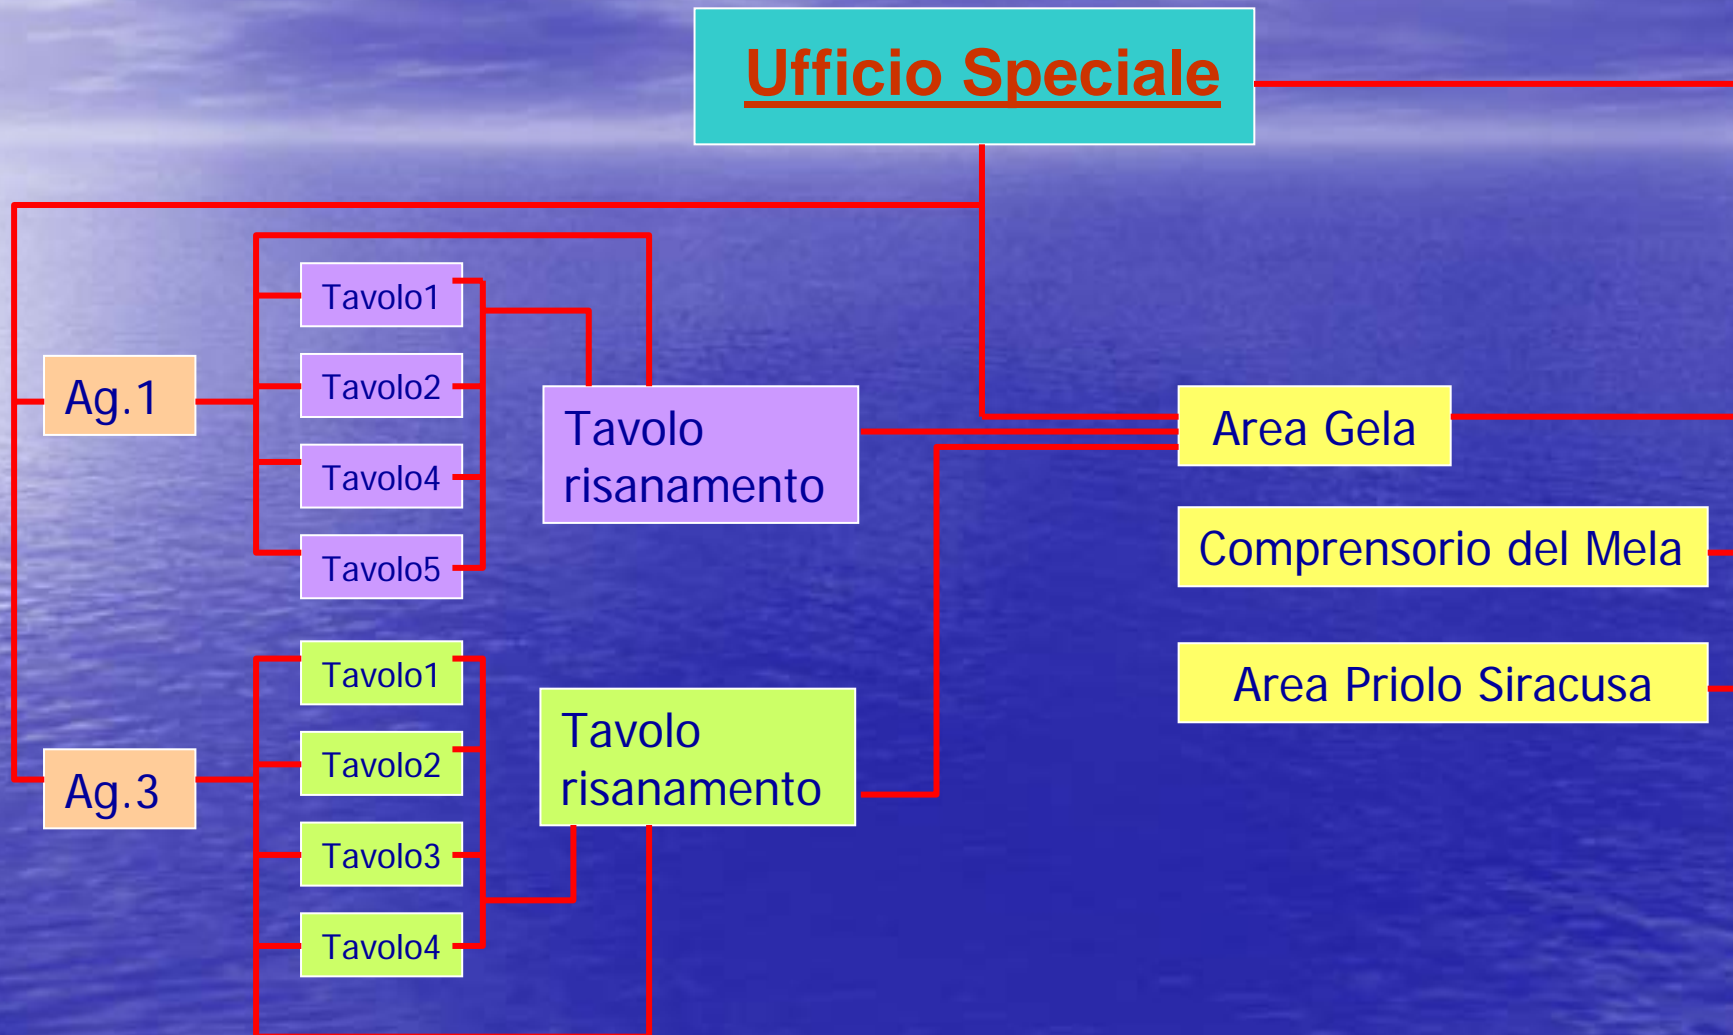 Ufficio Speciale
Ag.1
Tavolo1
Tavolo2
Tavolo4
Tavolo5
Tavolo
risanamento
Ag.3
Tavolo1
Tavolo2
Tavolo3
Tavolo4
Tavolo
risanamento
Area Gela
Comprensorio del Mela
Area Priolo Siracusa